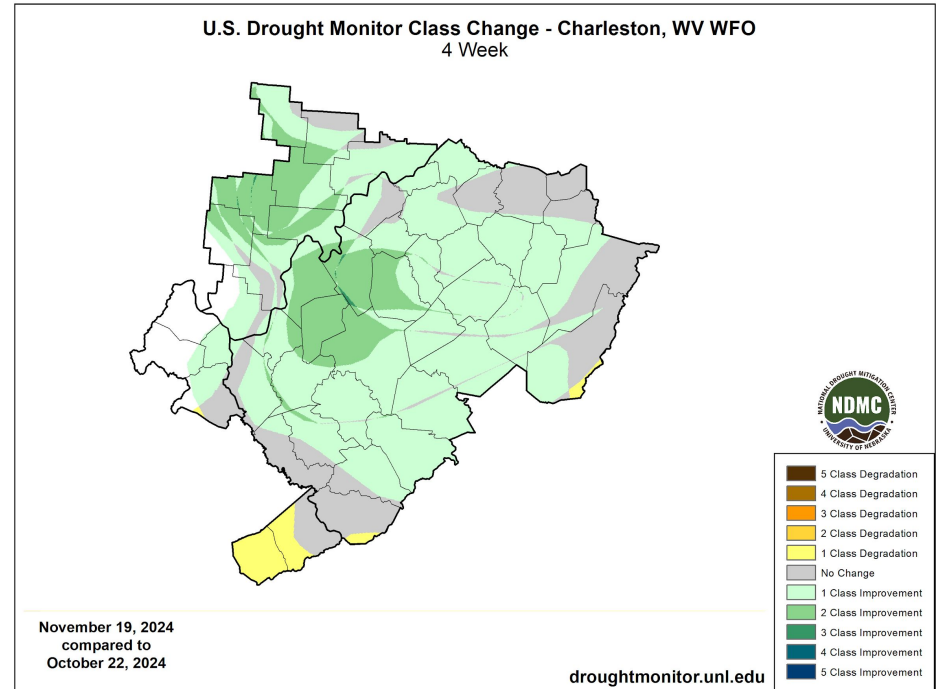 U.S. Drought Monitor Class Change - Charleston, WV WFO
4 Week
NATIONAL DROUGHT MITIGATION CENTER
NDMC
UNIVERSITY OF NEBRASKA
5 Class Degradation
4 Class Degradation
3 Class Degradation
2 Class Degradation
1 Class Degradation
No Change
1 Class Improvement
2 Class Improvement
3 Class Improvement
4 Class Improvement
5 Class Improvement
November 19, 2024
compared to
October 22, 2024
droughtmonitor.unl.edu